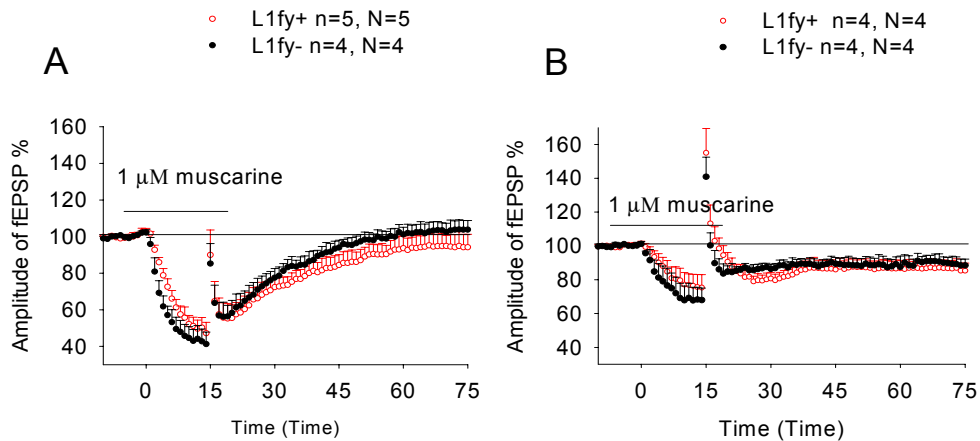 L1fy+ n=5, N=5
L1fy- n=4, N=4
A
160
140
120
100
80
60
40
Amplitude of fEPSP %
1 μM muscarine
0 15 30 45 60 75
Time (Time)
L1fy+ n=4, N=4
L1fy- n=4, N=4
B
160
140
120
100
80
60
40
Amplitude of fEPSP %
1 μM muscarine
0 15 30 45 60 75
Time (Time)